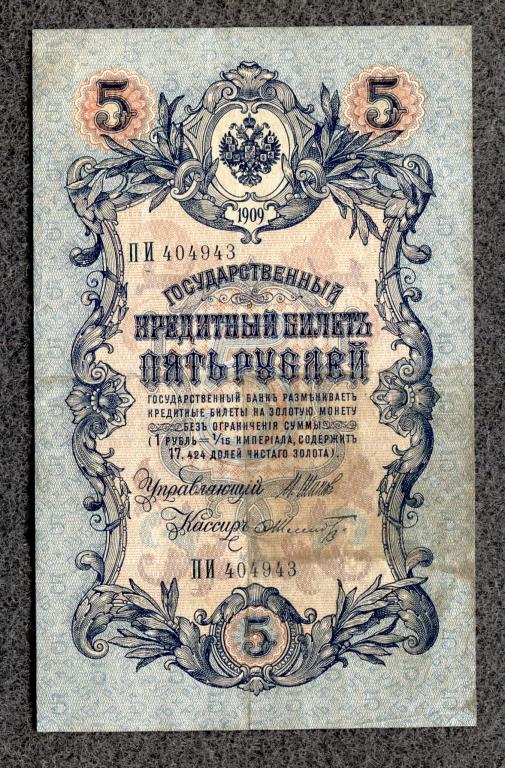 5 5
1909
ПИ 404943
ГОСУДАРСТВЕННЫЙ
КРЕДИТНЫЙ БИЛЕТЪ
ПЯТЬ РУБЛЕЙ
ГОСУДАРСТВЕННЫЙ БАНКЪ РАЗМѢНИВАЕТЪ
КРЕДИТНЫЕ БИЛЕТЫ НА ЗОЛОТУЮ МОНЕТУ
БЕЗЪ ОГРАНИЧЕНІЯ СУММЫ
(1 РУБЛЬ = 1/15 ИМПЕРІАЛА, СОДЕРЖИТЪ
17,424 ДОЛЕЙ ЧИСТАГО ЗОЛОТА).
Управляющій
Кассиръ
ПИ 404943
5